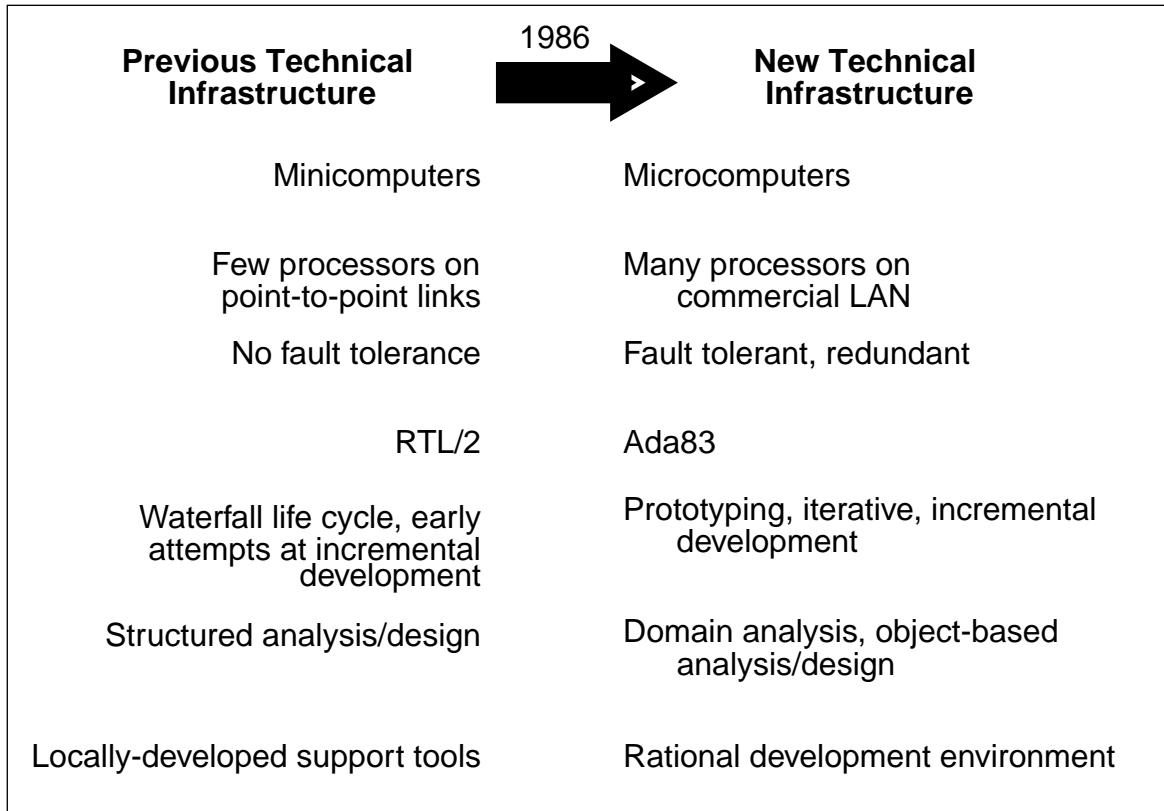 1986
Previous Technical
Infrastructure
New Technical
Infrastructure
Minicomputers
Microcomputers
Few processors on
point-to-point links
Many processors on
commercial LAN
No fault tolerance
Fault tolerant, redundant
RTL/2
Ada83
Waterfall life cycle, early
attempts at incremental
development
Prototyping, iterative, incremental
development
Structured analysis/design
Domain analysis, object-based
analysis/design
Locally-developed support tools
Rational development environment